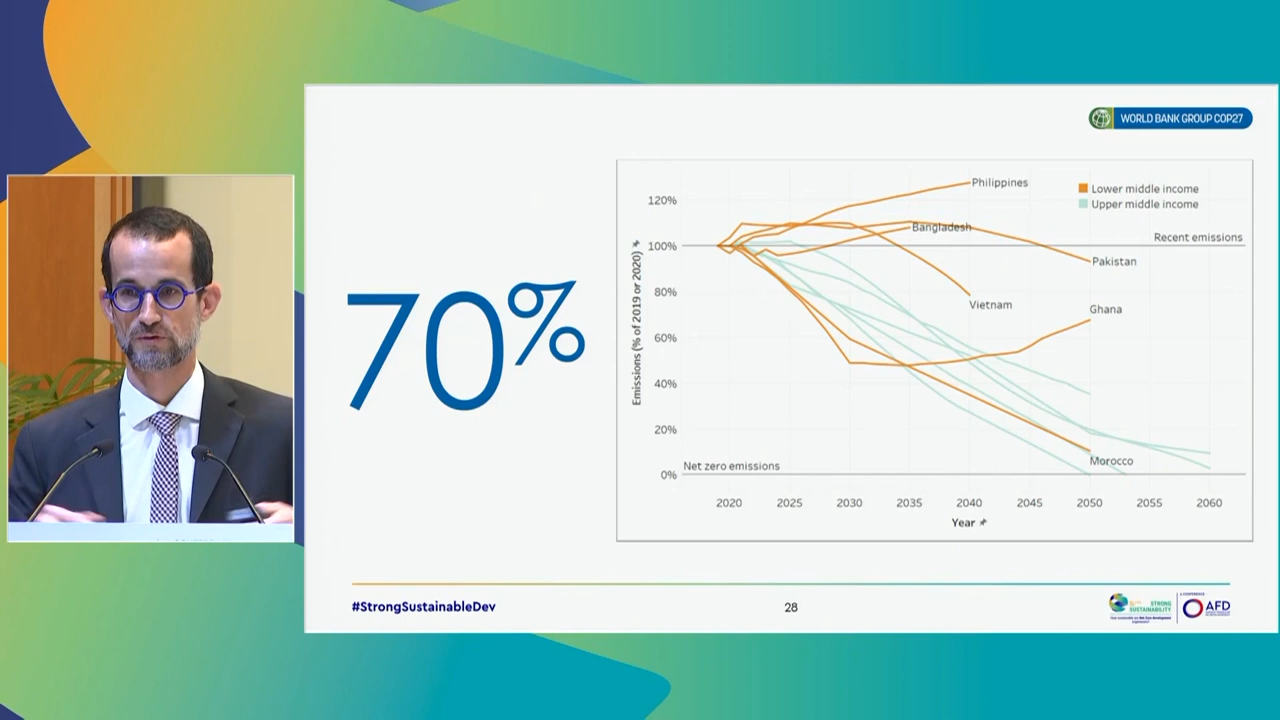 WORLD BANK GROUP COP27
70%
Philippines
Lower middle income
Upper middle income
120%
Bangladesh
Recent emissions
100%
Pakistan
80%
Vietnam
Ghana
60%
40%
20%
Morocco
Net zero emissions
0%
Emissions (% of 2019 or 2020)
2020 2025 2030 2035 2040 2045 2050 2055 2060
Year
#StrongSustainableDev
28
STRONG
SUSTAINABILITY
A CONFERENCE
AFD